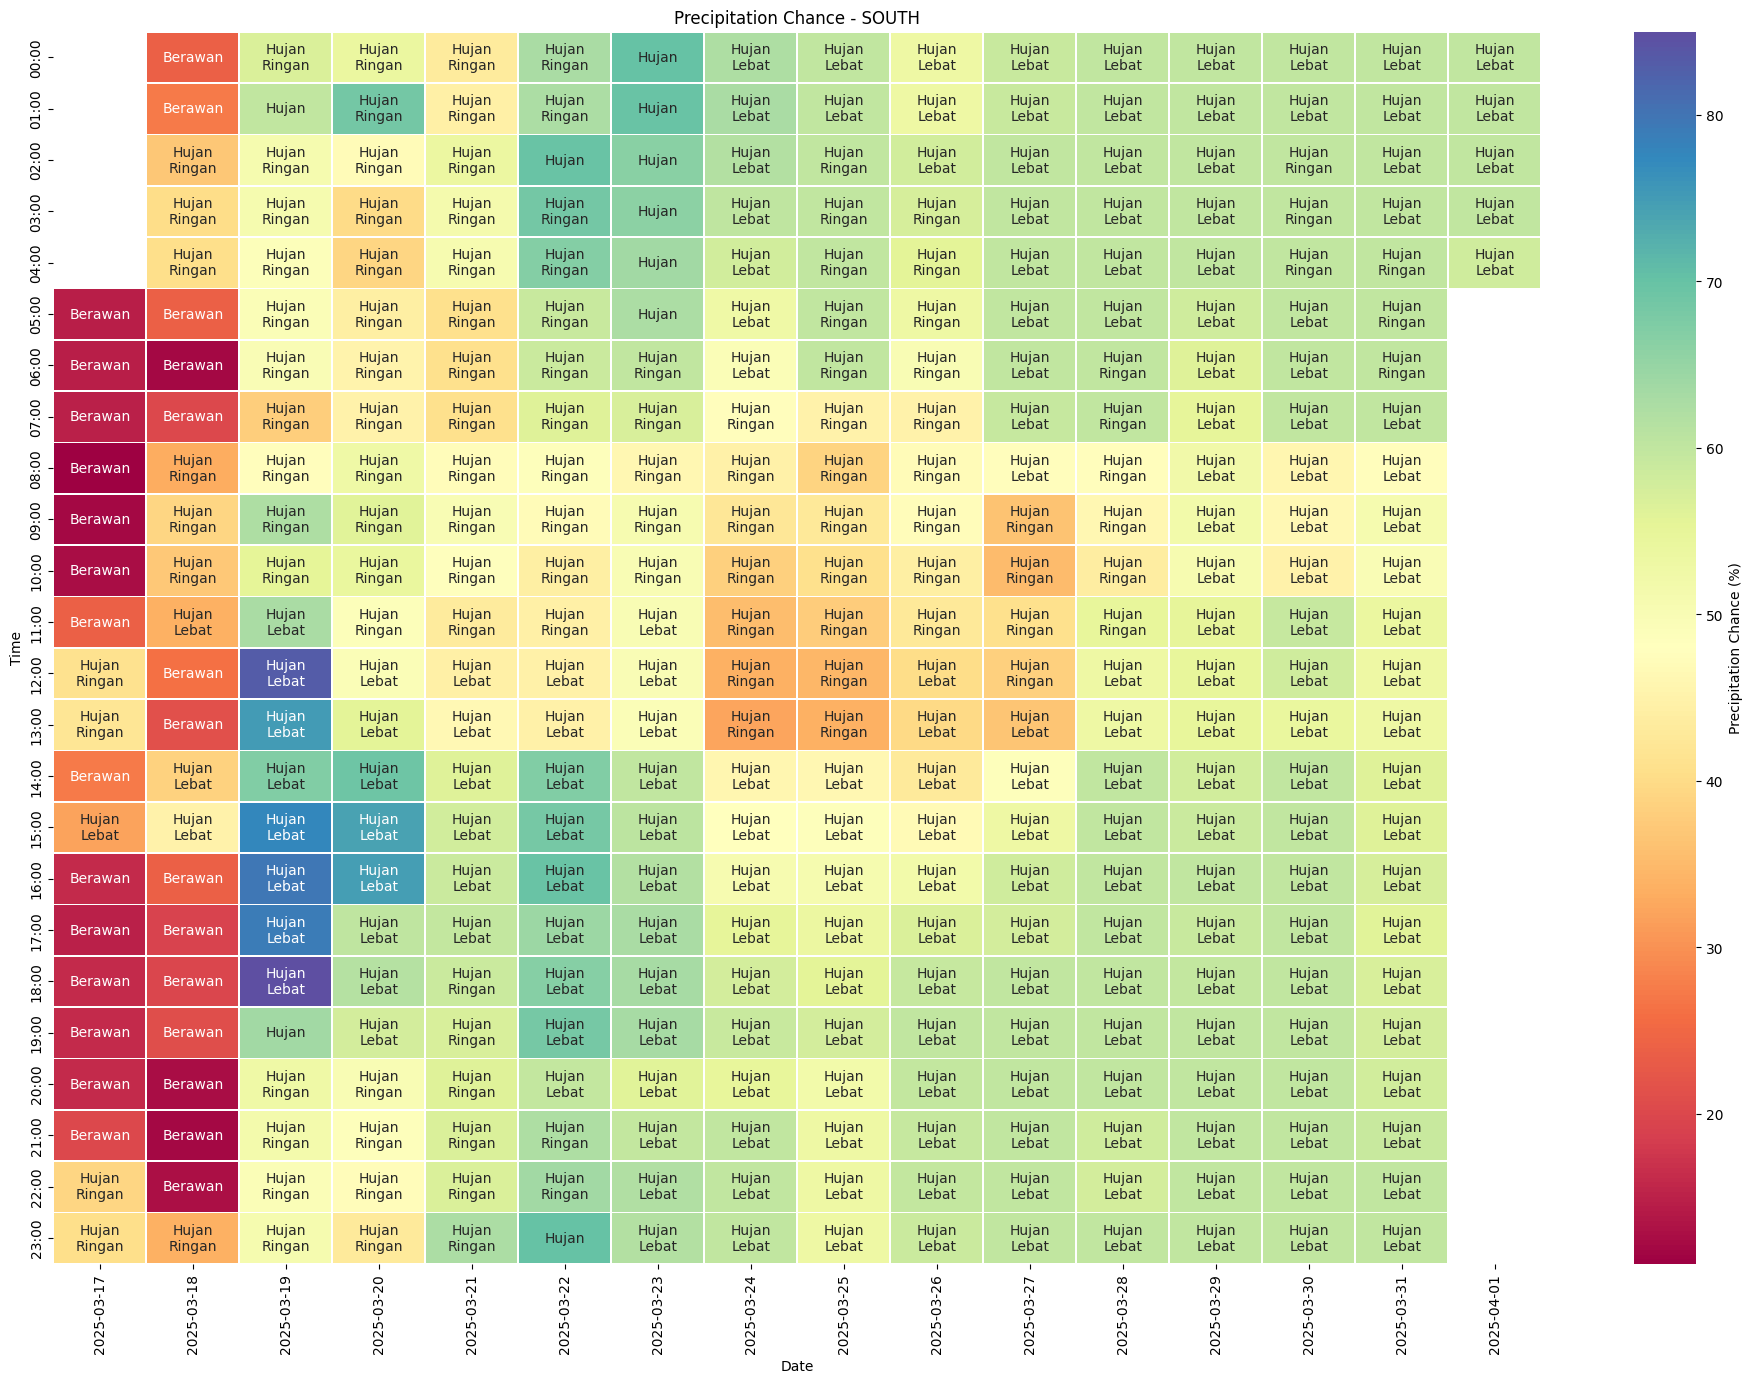 Precipitation Chance - SOUTH
00:00 Berawan Hujan Ringan Hujan Ringan Hujan Ringan Hujan Ringan Hujan Hujan Lebat Hujan Lebat Hujan Lebat Hujan Lebat Hujan Lebat Hujan Lebat Hujan Lebat Hujan Lebat Hujan Lebat
01:00 Berawan Hujan Hujan Ringan Hujan Ringan Hujan Ringan Hujan Hujan Lebat Hujan Lebat Hujan Lebat Hujan Lebat Hujan Lebat Hujan Lebat Hujan Lebat Hujan Lebat Hujan Lebat
02:00 Hujan Ringan Hujan Ringan Hujan Ringan Hujan Ringan Hujan Hujan Hujan Lebat Hujan Ringan Hujan Lebat Hujan Lebat Hujan Lebat Hujan Lebat Hujan Ringan Hujan Lebat Hujan Lebat
03:00 Hujan Ringan Hujan Ringan Hujan Ringan Hujan Ringan Hujan Ringan Hujan Hujan Lebat Hujan Ringan Hujan Ringan Hujan Lebat Hujan Lebat Hujan Lebat Hujan Ringan Hujan Lebat Hujan Lebat
04:00 Hujan Ringan Hujan Ringan Hujan Ringan Hujan Ringan Hujan Ringan Hujan Hujan Lebat Hujan Ringan Hujan Ringan Hujan Lebat Hujan Lebat Hujan Lebat Hujan Ringan Hujan Ringan Hujan Lebat
05:00 Berawan Berawan Hujan Ringan Hujan Ringan Hujan Ringan Hujan Ringan Hujan Hujan Lebat Hujan Ringan Hujan Ringan Hujan Lebat Hujan Lebat Hujan Lebat Hujan Lebat Hujan Ringan
06:00 Berawan Berawan Hujan Ringan Hujan Ringan Hujan Ringan Hujan Ringan Hujan Ringan Hujan Lebat Hujan Ringan Hujan Ringan Hujan Lebat Hujan Ringan Hujan Lebat Hujan Lebat Hujan Ringan
07:00 Berawan Berawan Hujan Ringan Hujan Ringan Hujan Ringan Hujan Ringan Hujan Ringan Hujan Ringan Hujan Ringan Hujan Ringan Hujan Lebat Hujan Ringan Hujan Lebat Hujan Lebat Hujan Lebat
08:00 Berawan Hujan Ringan Hujan Ringan Hujan Ringan Hujan Ringan Hujan Ringan Hujan Ringan Hujan Ringan Hujan Ringan Hujan Ringan Hujan Lebat Hujan Ringan Hujan Lebat Hujan Lebat Hujan Lebat
09:00 Berawan Hujan Ringan Hujan Ringan Hujan Ringan Hujan Ringan Hujan Ringan Hujan Ringan Hujan Ringan Hujan Ringan Hujan Ringan Hujan Ringan Hujan Ringan Hujan Lebat Hujan Lebat Hujan Lebat
10:00 Berawan Hujan Ringan Hujan Ringan Hujan Ringan Hujan Ringan Hujan Ringan Hujan Ringan Hujan Ringan Hujan Ringan Hujan Ringan Hujan Ringan Hujan Ringan Hujan Lebat Hujan Lebat Hujan Lebat
11:00 Berawan Hujan Lebat Hujan Lebat Hujan Ringan Hujan Ringan Hujan Ringan Hujan Lebat Hujan Ringan Hujan Ringan Hujan Ringan Hujan Ringan Hujan Ringan Hujan Lebat Hujan Lebat Hujan Lebat
12:00 Hujan Ringan Berawan Hujan Lebat Hujan Lebat Hujan Lebat Hujan Lebat Hujan Lebat Hujan Ringan Hujan Ringan Hujan Lebat Hujan Ringan Hujan Lebat Hujan Lebat Hujan Lebat Hujan Lebat
13:00 Hujan Ringan Berawan Hujan Lebat Hujan Lebat Hujan Lebat Hujan Lebat Hujan Lebat Hujan Ringan Hujan Ringan Hujan Lebat Hujan Lebat Hujan Lebat Hujan Lebat Hujan Lebat Hujan Lebat
14:00 Berawan Hujan Lebat Hujan Lebat Hujan Lebat Hujan Lebat Hujan Lebat Hujan Lebat Hujan Lebat Hujan Lebat Hujan Lebat Hujan Lebat Hujan Lebat Hujan Lebat Hujan Lebat Hujan Lebat
15:00 Hujan Lebat Hujan Lebat Hujan Lebat Hujan Lebat Hujan Lebat Hujan Lebat Hujan Lebat Hujan Lebat Hujan Lebat Hujan Lebat Hujan Lebat Hujan Lebat Hujan Lebat Hujan Lebat Hujan Lebat
16:00 Berawan Berawan Hujan Lebat Hujan Lebat Hujan Lebat Hujan Lebat Hujan Lebat Hujan Lebat Hujan Lebat Hujan Lebat Hujan Lebat Hujan Lebat Hujan Lebat Hujan Lebat Hujan Lebat
17:00 Berawan Berawan Hujan Lebat Hujan Lebat Hujan Lebat Hujan Lebat Hujan Lebat Hujan Lebat Hujan Lebat Hujan Lebat Hujan Lebat Hujan Lebat Hujan Lebat Hujan Lebat Hujan Lebat
18:00 Berawan Berawan Hujan Lebat Hujan Lebat Hujan Ringan Hujan Lebat Hujan Lebat Hujan Lebat Hujan Lebat Hujan Lebat Hujan Lebat Hujan Lebat Hujan Lebat Hujan Lebat Hujan Lebat
19:00 Berawan Berawan Hujan Hujan Lebat Hujan Ringan Hujan Lebat Hujan Lebat Hujan Lebat Hujan Lebat Hujan Lebat Hujan Lebat Hujan Lebat Hujan Lebat Hujan Lebat Hujan Lebat
20:00 Berawan Berawan Hujan Ringan Hujan Ringan Hujan Ringan Hujan Lebat Hujan Lebat Hujan Lebat Hujan Lebat Hujan Lebat Hujan Lebat Hujan Lebat Hujan Lebat Hujan Lebat Hujan Lebat
21:00 Berawan Berawan Hujan Ringan Hujan Ringan Hujan Ringan Hujan Ringan Hujan Lebat Hujan Lebat Hujan Lebat Hujan Lebat Hujan Lebat Hujan Lebat Hujan Lebat Hujan Lebat Hujan Lebat
22:00 Hujan Ringan Berawan Hujan Ringan Hujan Ringan Hujan Ringan Hujan Ringan Hujan Lebat Hujan Lebat Hujan Lebat Hujan Lebat Hujan Lebat Hujan Lebat Hujan Lebat Hujan Lebat Hujan Lebat
23:00 Hujan Ringan Hujan Ringan Hujan Ringan Hujan Ringan Hujan Ringan Hujan Hujan Lebat Hujan Lebat Hujan Lebat Hujan Lebat Hujan Lebat Hujan Lebat Hujan Lebat Hujan Lebat Hujan Lebat
Time
2025-03-17 2025-03-18 2025-03-19 2025-03-20 2025-03-21 2025-03-22 2025-03-23 2025-03-24 2025-03-25 2025-03-26 2025-03-27 2025-03-28 2025-03-29 2025-03-30 2025-03-31 2025-04-01
Date
80
70
60
50
40
30
20
Precipitation Chance (%)